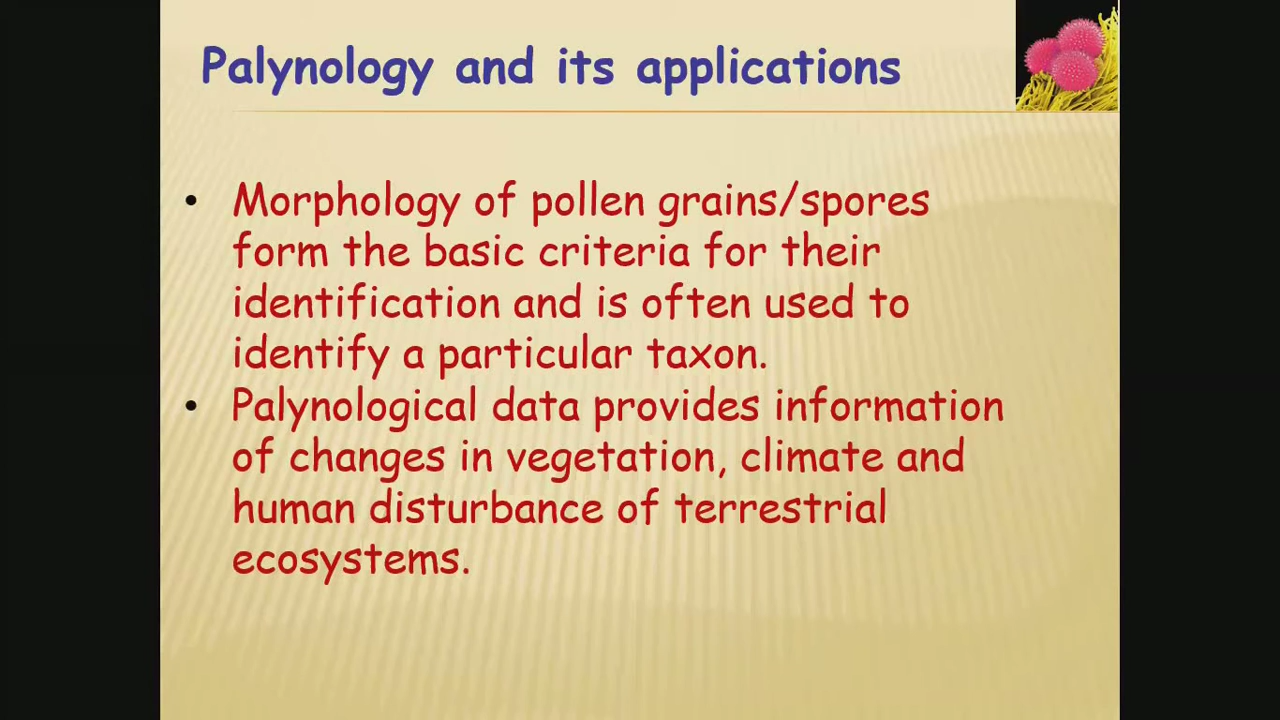 Palynology and its applications
• Morphology of pollen grains/spores
form the basic criteria for their
identification and is often used to
identify a particular taxon.
• Palynological data provides information
of changes in vegetation, climate and
human disturbance of terrestrial
ecosystems.